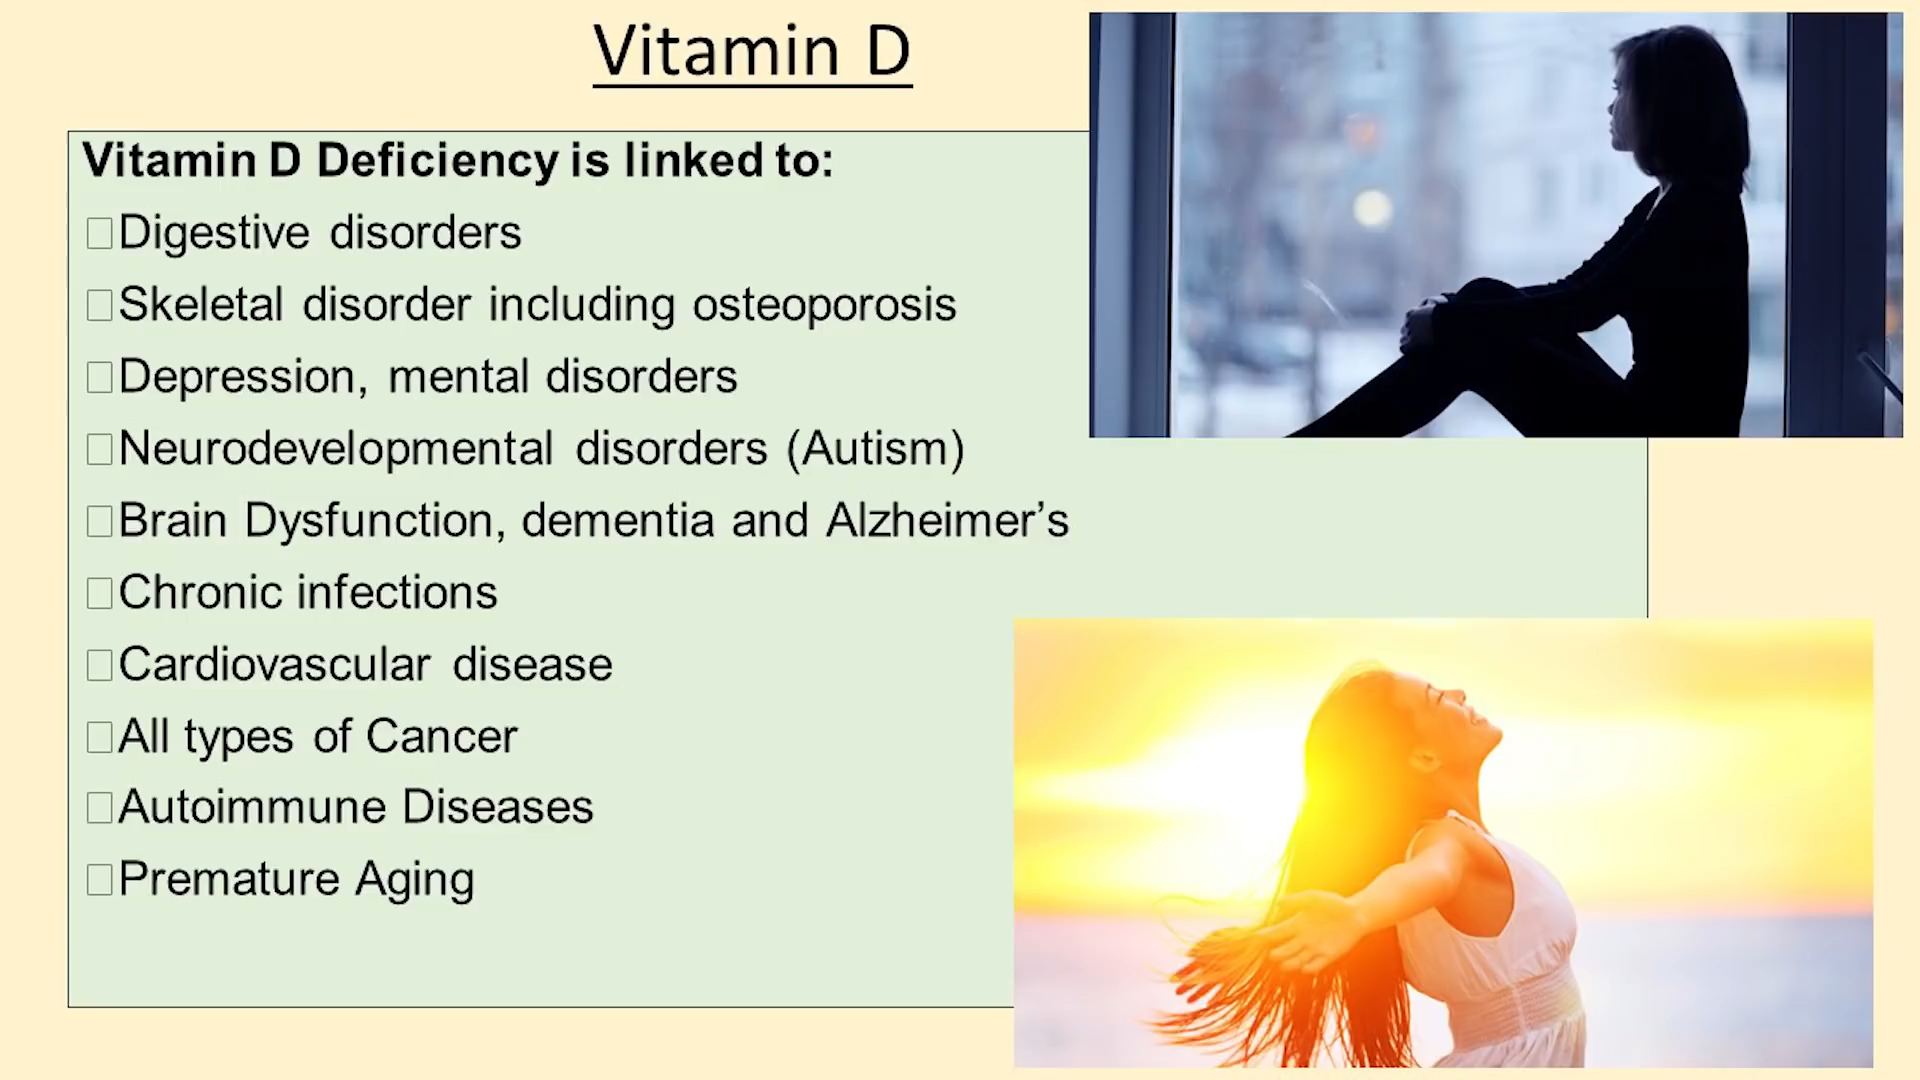 Vitamin D
Vitamin D Deficiency is linked to:
Digestive disorders
Skeletal disorder including osteoporosis
Depression, mental disorders
Neurodevelopmental disorders (Autism)
Brain Dysfunction, dementia and Alzheimer’s
Chronic infections
Cardiovascular disease
All types of Cancer
Autoimmune Diseases
Premature Aging